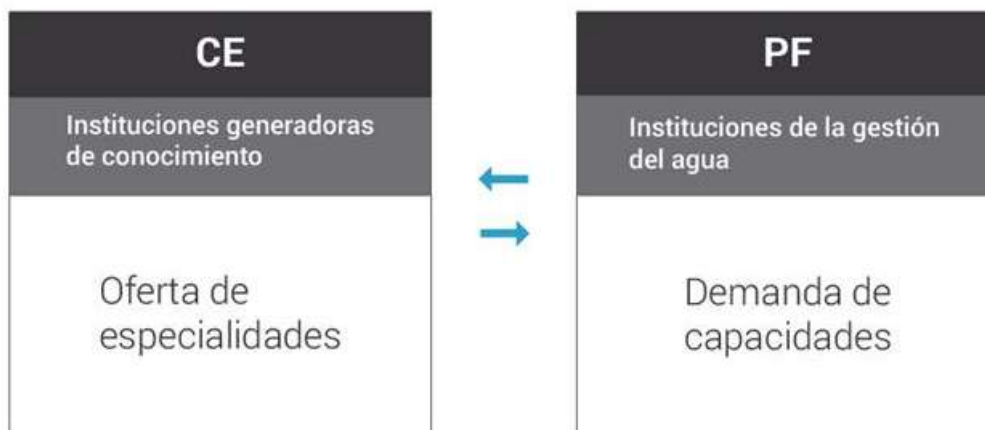 CE
Instituciones generadoras
de conocimiento
Oferta de
especialidades
PF
Instituciones de la gestión
del agua
Demanda de
capacidades